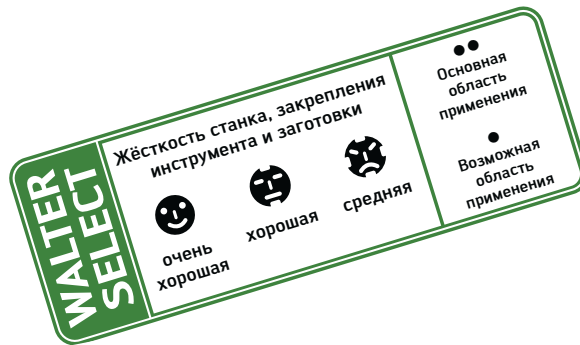 WALTER
SELECT
Жёсткость станка, закрепления
инструмента и заготовки
очень
хорошая
хорошая
средняя
Основная
область
применения
Возможная
область
применения